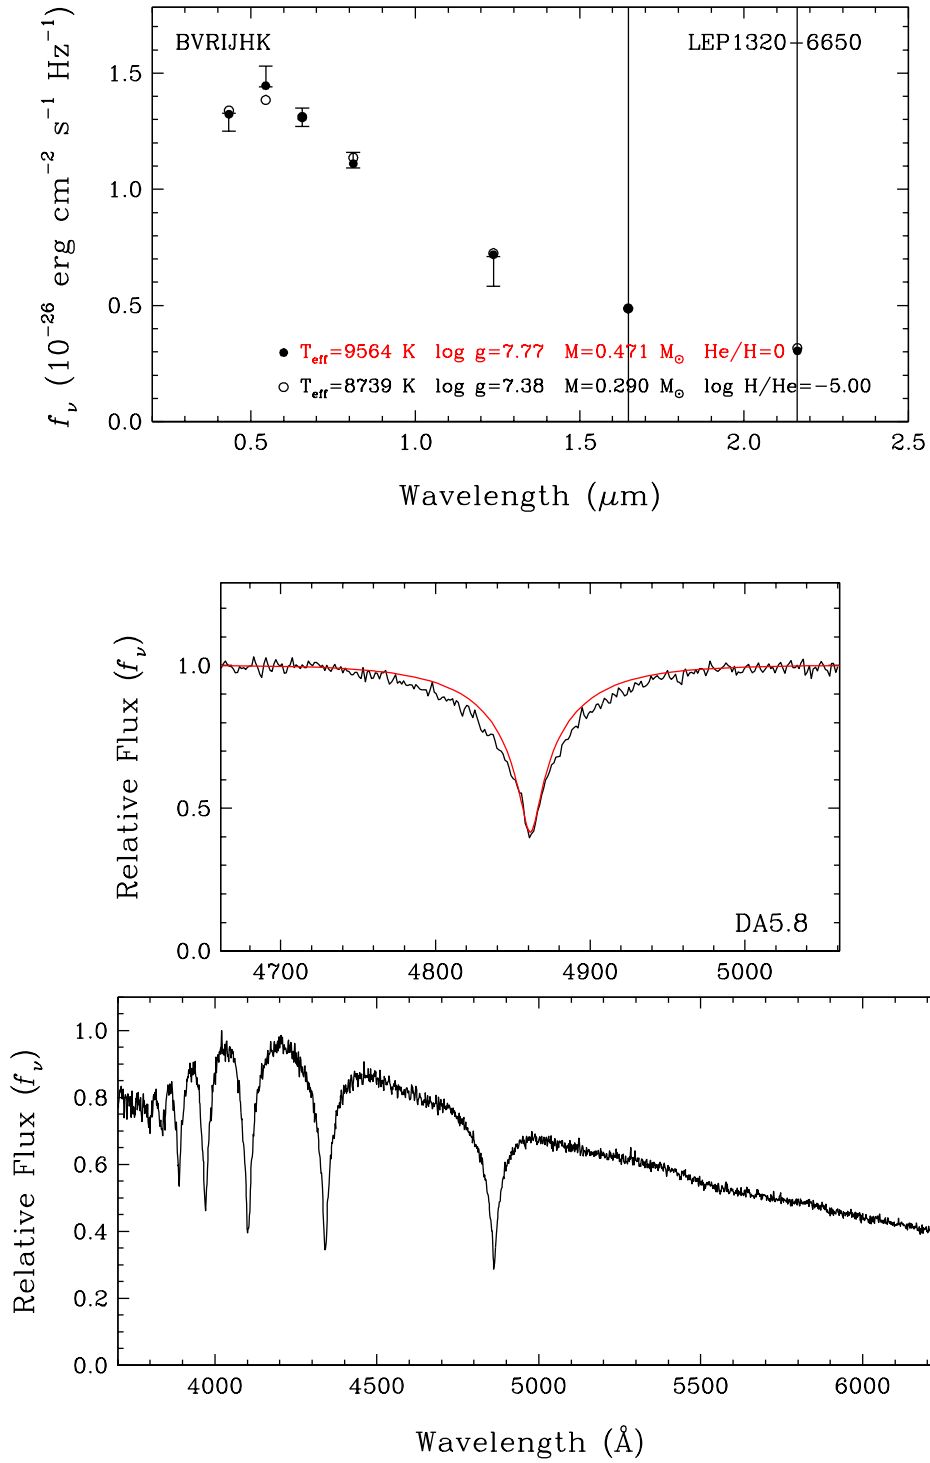 BVRIJHK LEP1320−6650
f_ν (10^−26 erg cm^−2 s^−1 Hz^−1)
1.5
1.0
0.5
0.0
T_eff=9564 K log g=7.77 M=0.471 M_⊙ He/H=0
T_eff=8739 K log g=7.38 M=0.290 M_⊙ log H/He=−5.00
0.5 1.0 1.5 2.0 2.5
Wavelength (μm)
Relative Flux (f_ν)
1.0
0.5
0.0
DA5.8
4700 4800 4900 5000
Relative Flux (f_ν)
1.0
0.8
0.6
0.4
0.2
0.0
4000 4500 5000 5500 6000
Wavelength (Å)